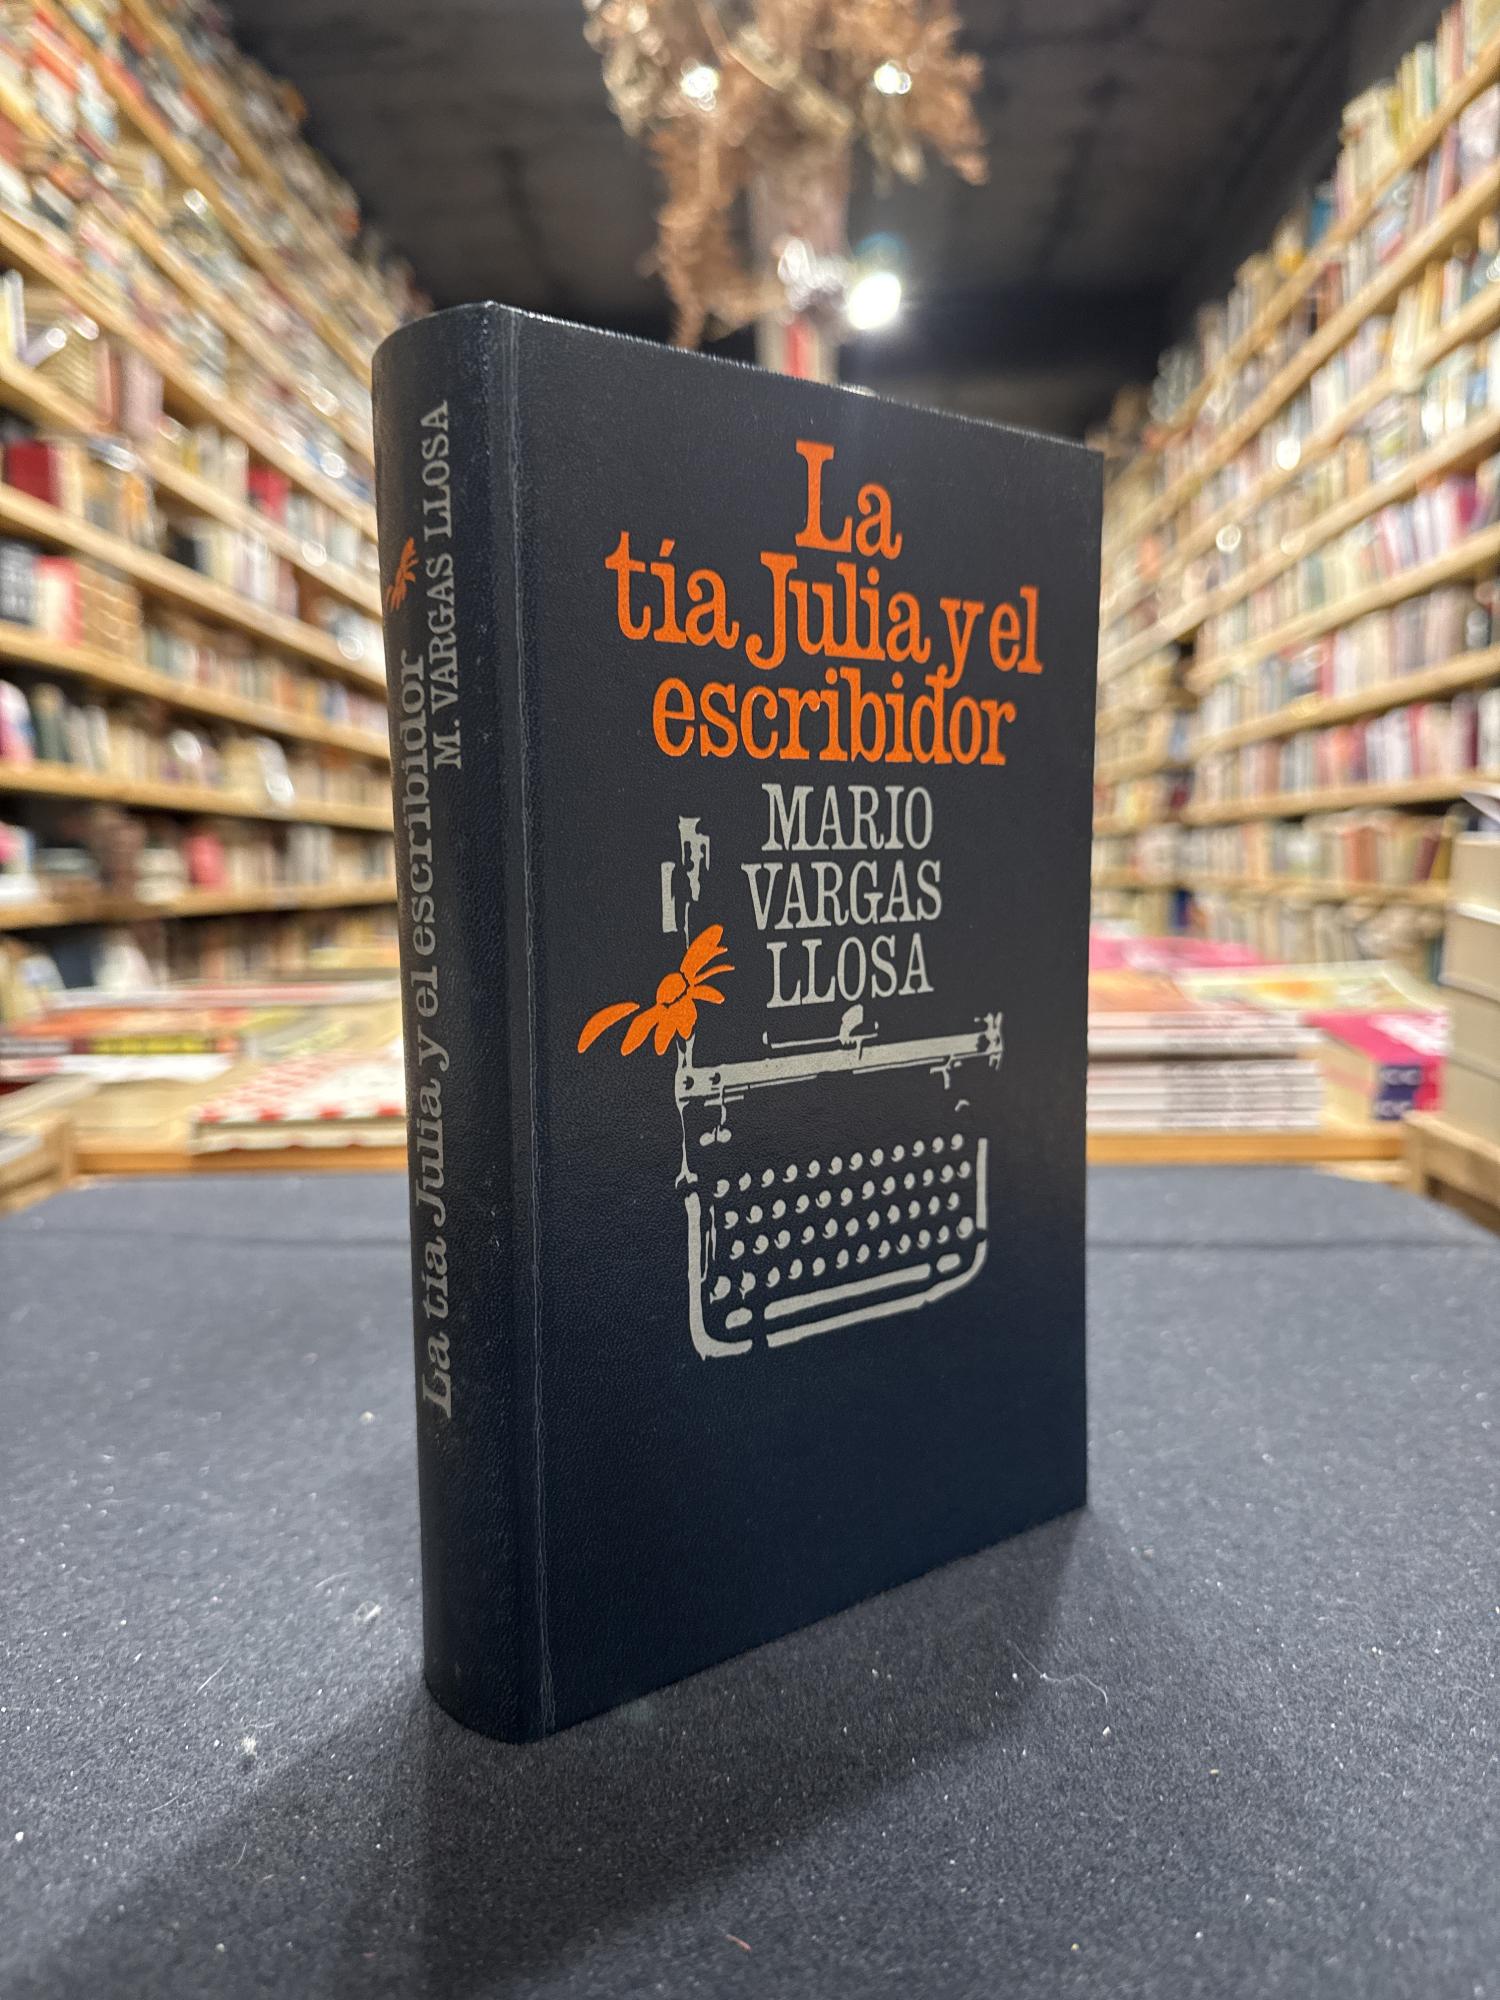 La
tía Julia y el
escribidor
MARIO
VARGAS
LLOSA
La tía Julia y el escribidor
M. VARGAS LLOSA